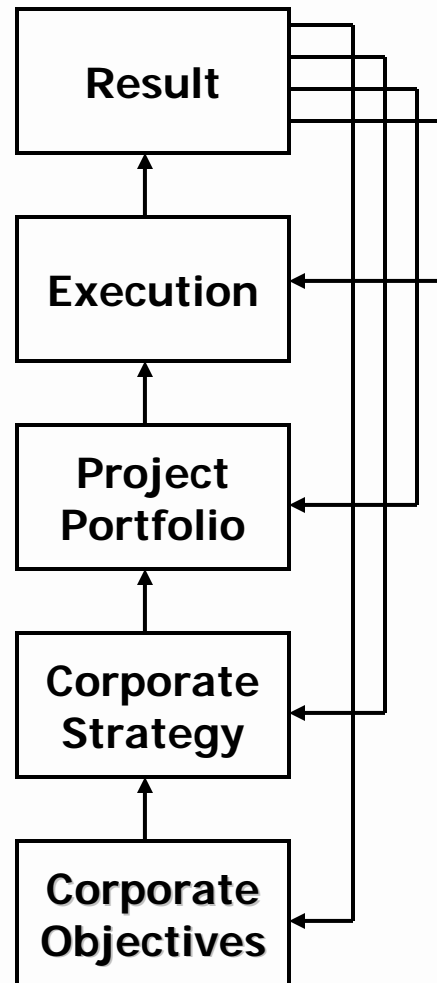 Result
Execution
Project
Portfolio
Corporate
Strategy
Corporate
Objectives